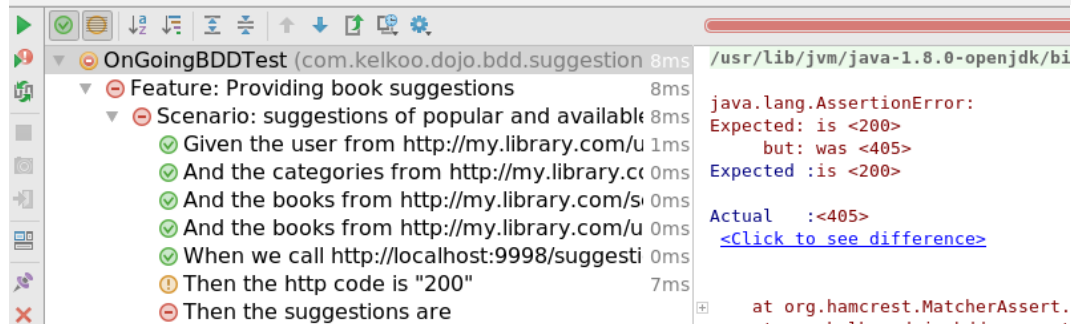 OnGoingBDDTest (com.kelkoo.dojo.bdd.suggestion 8ms
Feature: Providing book suggestions 8ms
Scenario: suggestions of popular and available 8ms
Given the user from http://my.library.com/u 1ms
And the categories from http://my.library.co 0ms
And the books from http://my.library.com/se 0ms
And the books from http://my.library.com/u 0ms
When we call http://localhost:9998/suggesti 0ms
Then the http code is "200" 7ms
Then the suggestions are
/usr/lib/jvm/java-1.8.0-openjdk/bi
java.lang.AssertionError:
Expected: is <200>
but: was <405>
Expected :is <200>
Actual :<405>
<Click to see difference>
at org.hamcrest.MatcherAssert.